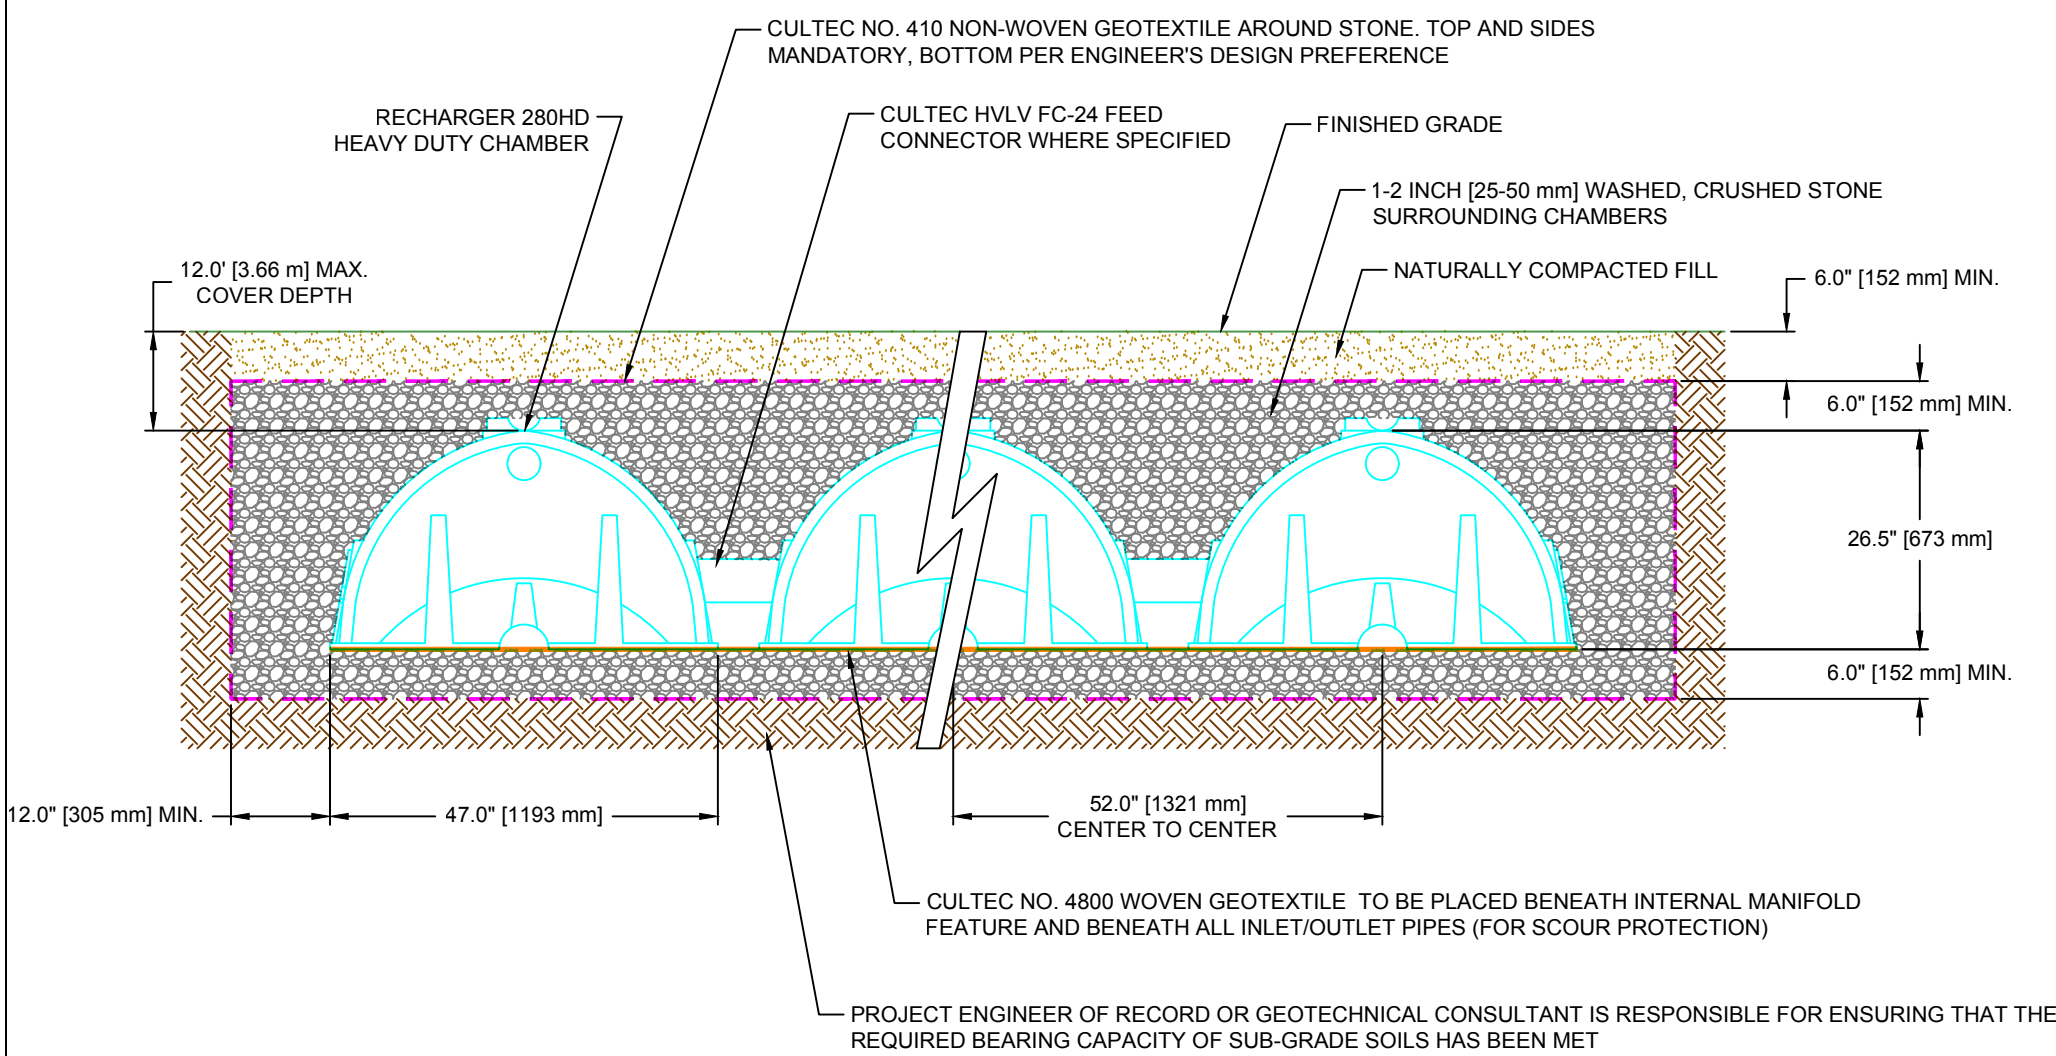 CULTEC NO. 410 NON-WOVEN GEOTEXTILE AROUND STONE. TOP AND SIDES
MANDATORY, BOTTOM PER ENGINEER'S DESIGN PREFERENCE
RECHARGER 280HD
HEAVY DUTY CHAMBER
CULTEC HVLV FC-24 FEED
CONNECTOR WHERE SPECIFIED
FINISHED GRADE
1-2 INCH [25-50 mm] WASHED, CRUSHED STONE
SURROUNDING CHAMBERS
12.0' [3.66 m] MAX.
COVER DEPTH
NATURALLY COMPACTED FILL
6.0" [152 mm] MIN.
6.0" [152 mm] MIN.
26.5" [673 mm]
6.0" [152 mm] MIN.
12.0" [305 mm] MIN.
47.0" [1193 mm]
52.0" [1321 mm]
CENTER TO CENTER
CULTEC NO. 4800 WOVEN GEOTEXTILE TO BE PLACED BENEATH INTERNAL MANIFOLD
FEATURE AND BENEATH ALL INLET/OUTLET PIPES (FOR SCOUR PROTECTION)
PROJECT ENGINEER OF RECORD OR GEOTECHNICAL CONSULTANT IS RESPONSIBLE FOR ENSURING THAT THE
REQUIRED BEARING CAPACITY OF SUB-GRADE SOILS HAS BEEN MET